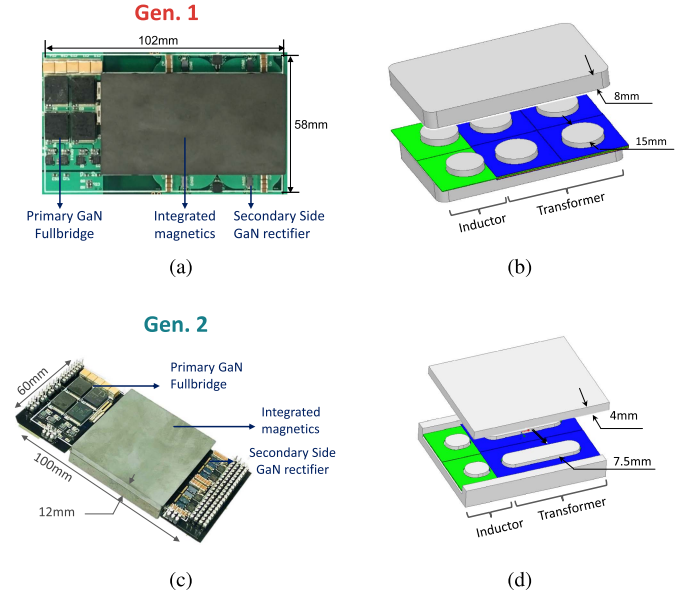 Gen. 1
102mm
58mm
Primary GaN
Fullbridge
Integrated
magnetics
Secondary Side
GaN rectifier
(a)
8mm
15mm
Inductor
Transformer
(b)
Gen. 2
60mm
100mm
12mm
Primary GaN
Fullbridge
Integrated
magnetics
Secondary Side
GaN rectifier
(c)
4mm
7.5mm
Inductor
Transformer
(d)